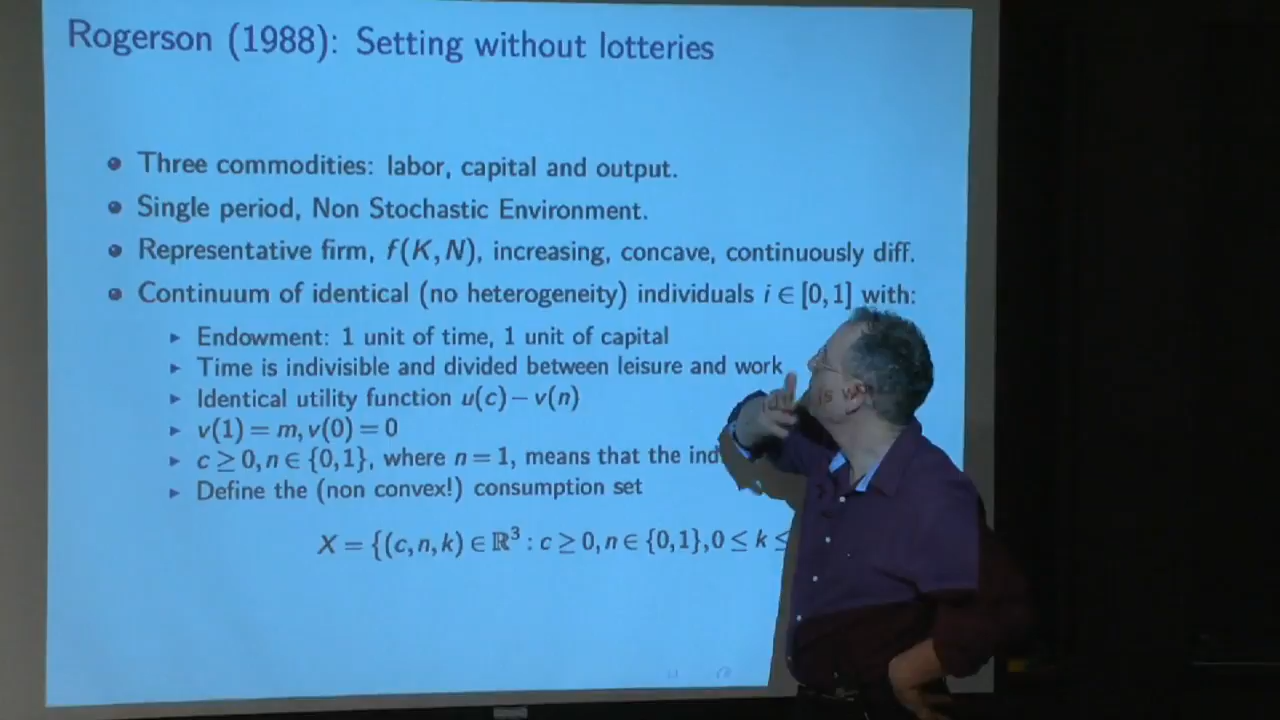 Rogerson (1988): Setting without lotteries
Three commodities: labor, capital and output.
Single period, Non Stochastic Environment.
Representative firm, f(K, N), increasing, concave, continuously diff.
Continuum of identical (no heterogeneity) individuals i ∈ [0,1] with:
Endowment: 1 unit of time, 1 unit of capital
Time is indivisible and divided between leisure and work
Identical utility function u(c) − v(n)
v(1) = m, v(0) = 0
c ≥ 0, n ∈ {0,1}, where n = 1, means that the ind
Define the (non convex!) consumption set
X = {(c,n,k) ∈ ℝ³ : c ≥ 0, n ∈ {0,1}, 0 ≤ k ≤